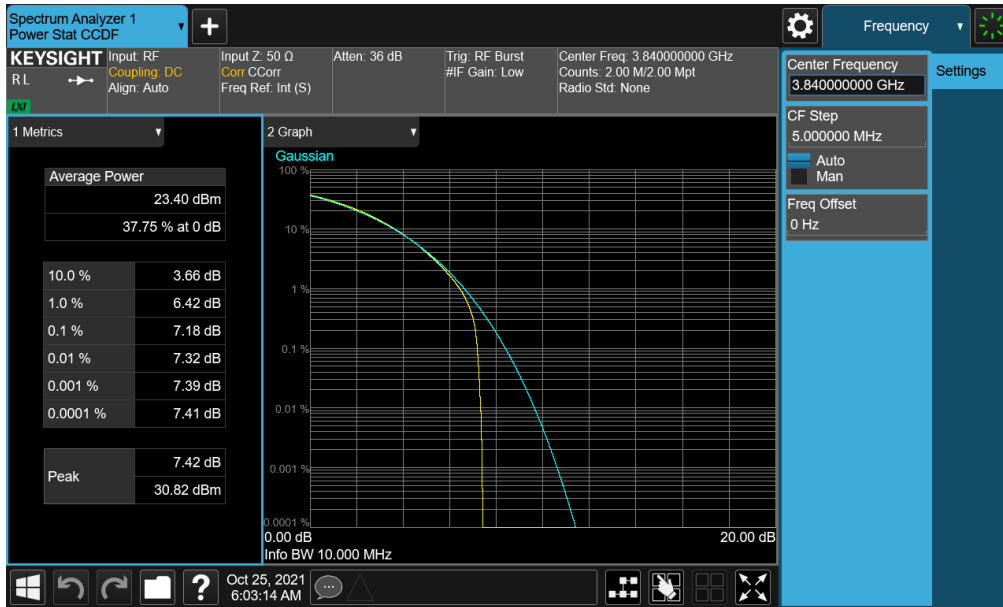 Spectrum Analyzer 1
Power Stat CCDF
+
Frequency
KEYSIGHT
R L
LXI
Input: RF
Coupling: DC
Align: Auto
Input Z: 50 Ω
Corr CCorr
Freq Ref: Int (S)
Atten: 36 dB
Trig: RF Burst
#IF Gain: Low
Center Freq: 3.840000000 GHz
Counts: 2.00 M/2.00 Mpt
Radio Std: None
Center Frequency
3.840000000 GHz
Settings
CF Step
5.000000 MHz
Auto
Man
Freq Offset
0 Hz
1 Metrics
Average Power
23.40 dBm
37.75 % at 0 dB
10.0 % 3.66 dB
1.0 % 6.42 dB
0.1 % 7.18 dB
0.01 % 7.32 dB
0.001 % 7.39 dB
0.0001 % 7.41 dB
Peak
7.42 dB
30.82 dBm
2 Graph
Gaussian
100 %
10 %
1 %
0.1 %
0.01 %
0.001 %
0.0001 %
0.00 dB 20.00 dB
Info BW 10.000 MHz
?
Oct 25, 2021
6:03:14 AM